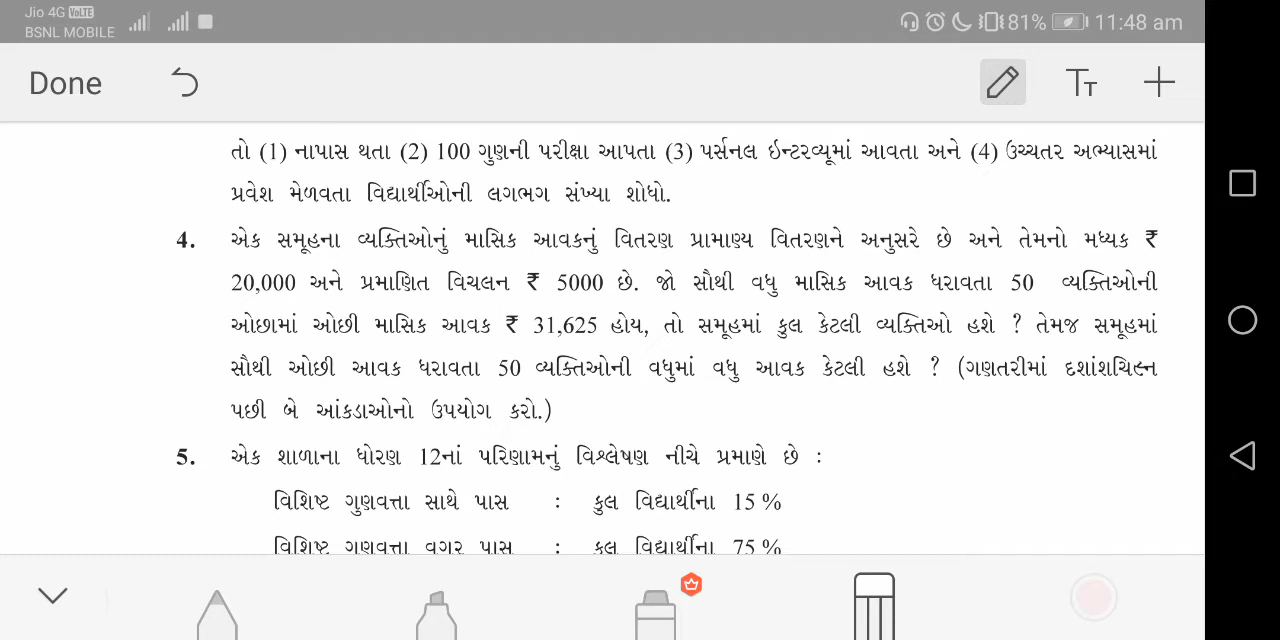 Jio 4G VoLTE
BSNL MOBILE
81% 11:48 am
Done
TT
તો (1) નાપાસ થતા (2) 100 ગુણની પરીક્ષા આપતા (3) પર્સનલ ઇન્ટરવ્યૂમાં આવતા અને (4) ઉચ્ચતર અભ્યાસમાં
પ્રવેશ મેળવતા વિદ્યાર્થીઓની લગભગ સંખ્યા શોધો.
4. એક સમૂહના વ્યક્તિઓનું માસિક આવકનું વિતરણ પ્રામાણ્ય વિતરણને અનુસરે છે અને તેમનો મધ્યક ₹
20,000 અને પ્રમાણિત વિચલન ₹ 5000 છે. જો સૌથી વધુ માસિક આવક ધરાવતા 50 વ્યક્તિઓની
ઓછામાં ઓછી માસિક આવક ₹ 31,625 હોય, તો સમૂહમાં કુલ કેટલી વ્યક્તિઓ હશે ? તેમજ સમૂહમાં
સૌથી ઓછી આવક ધરાવતા 50 વ્યક્તિઓની વધુમાં વધુ આવક કેટલી હશે ? (ગણતરીમાં દશાંશચિહ્ન
પછી બે આંકડાઓનો ઉપયોગ કરો.)
5. એક શાળાના ધોરણ 12નાં પરિણામનું વિશ્લેષણ નીચે પ્રમાણે છે :
વિશિષ્ટ ગુણવત્તા સાથે પાસ : કુલ વિદ્યાર્થીના 15 %
વિશિષ્ટ ગુણવત્તા વગર પાસ : કુલ વિદ્યાર્થીના 75 %